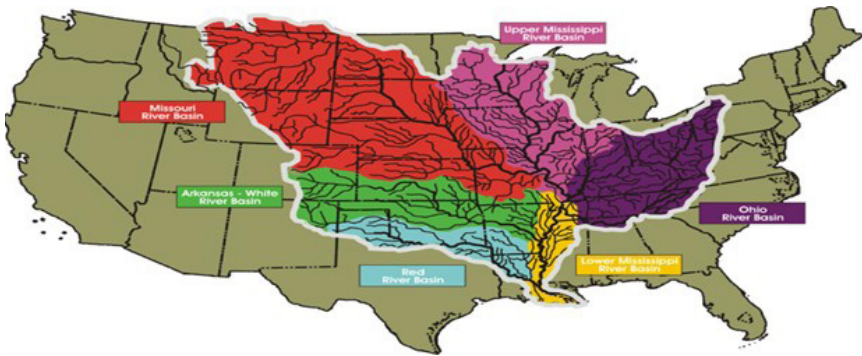 Upper Mississippi
River Basin
Missouri
River Basin
Arkansas - White
River Basin
Ohio
River Basin
Red
River Basin
Lower Mississippi
River Basin